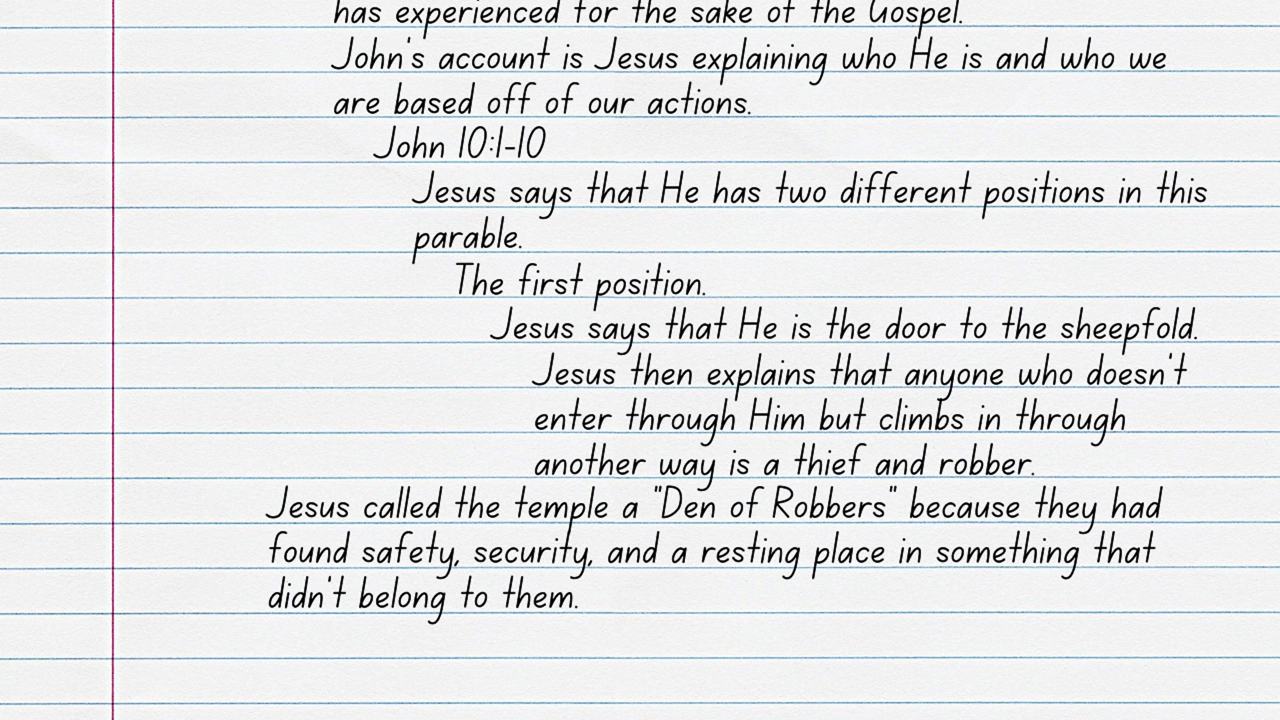 has experienced for the sake of the Gospel.
John's account is Jesus explaining who He is and who we
are based off of our actions.
John 10:1-10
Jesus says that He has two different positions in this
parable.
The first position.
Jesus says that He is the door to the sheepfold.
Jesus then explains that anyone who doesn't
enter through Him but climbs in through
another way is a thief and robber.
Jesus called the temple a "Den of Robbers" because they had
found safety, security, and a resting place in something that
didn't belong to them.